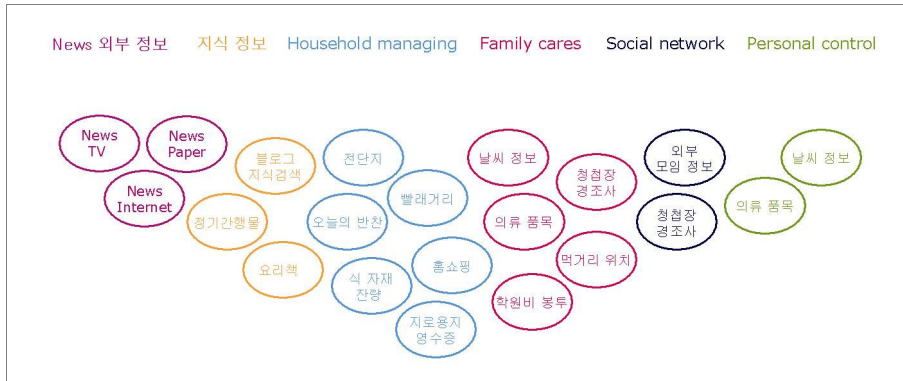 News 외부 정보
지식 정보
Household managing
Family cares
Social network
Personal control
News
TV
News
Paper
News
Internet
블로그
지식검색
정기간행물
요리책
전단지
빨래거리
오늘의 반찬
홈쇼핑
식 자재
잔량
지로용지
영수증
날씨 정보
청첩장
경조사
의류 품목
먹거리 위치
학원비 봉투
외부
모임 정보
청첩장
경조사
날씨 정보
의류 품목